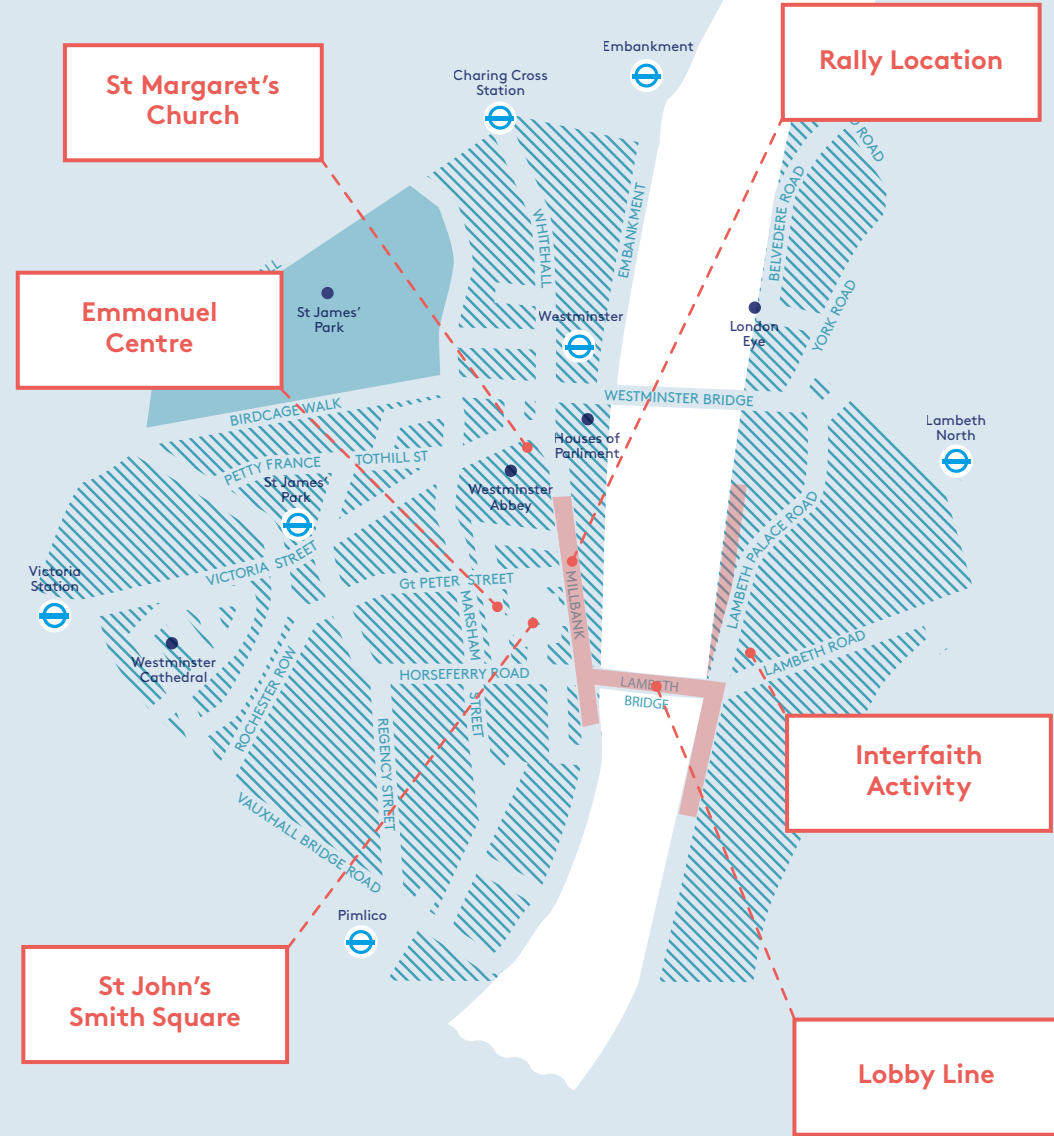 Embankment
Charing Cross
Station
Rally Location
St Margaret's
Church
ROAD
BELVEDERE ROAD
EMBANKMENT
WHITEHALL
ALL
St James'
Park
Emmanuel
Centre
Westminster
London
Eye
YORK ROAD
WESTMINSTER BRIDGE
BIRDCAGE WALK
Lambeth
North
Houses of
Parliment
PETTY FRANCE
TOTHILL ST
St James'
Park
Westminster
Abbey
LAMBETH PALACE ROAD
VICTORIA STREET
Victoria
Station
Gt PETER STREET
MILLBANK
MARSHAM
STREET
Westminster
Cathedral
LAMBETH ROAD
HORSEFERRY ROAD
LAMBETH
BRIDGE
ROCHESTER ROW
REGENCY STREET
Interfaith
Activity
VAUXHALL BRIDGE ROAD
Pimlico
St John's
Smith Square
Lobby Line